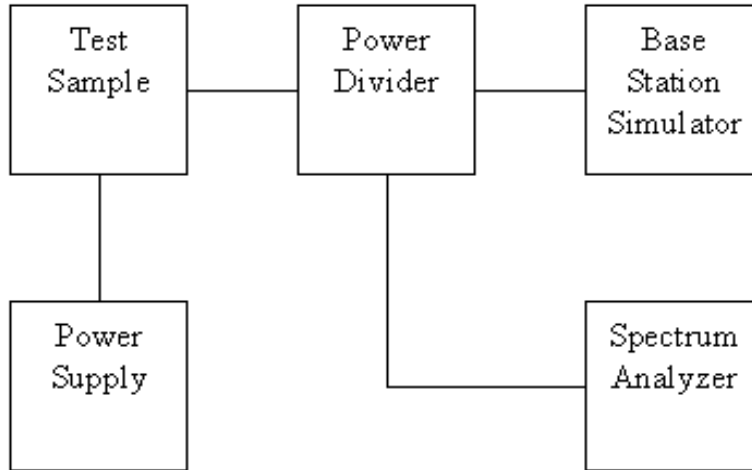 Test
Sample
Power
Divider
Base
Station
Simulator
Power
Supply
Spectrum
Analyzer